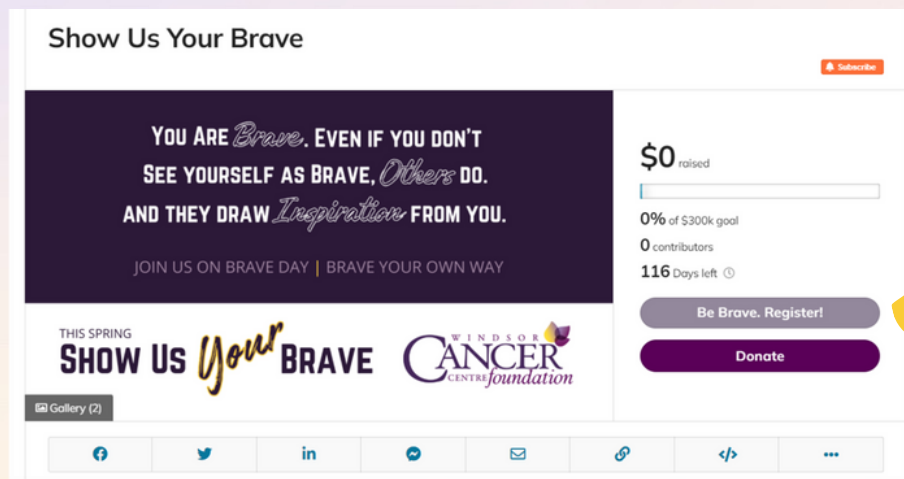 Show Us Your Brave
Subscribe
YOU ARE Brave. EVEN IF YOU DON'T
SEE YOURSELF AS BRAVE, Others DO.
AND THEY DRAW Inspiration FROM YOU.
JOIN US ON BRAVE DAY | BRAVE YOUR OWN WAY
THIS SPRING
SHOW US Your BRAVE
WINDSOR
CANCER
CENTRE foundation
Gallery (2)
$0 raised
0% of $300k goal
0 contributors
116 Days left
Be Brave. Register!
Donate